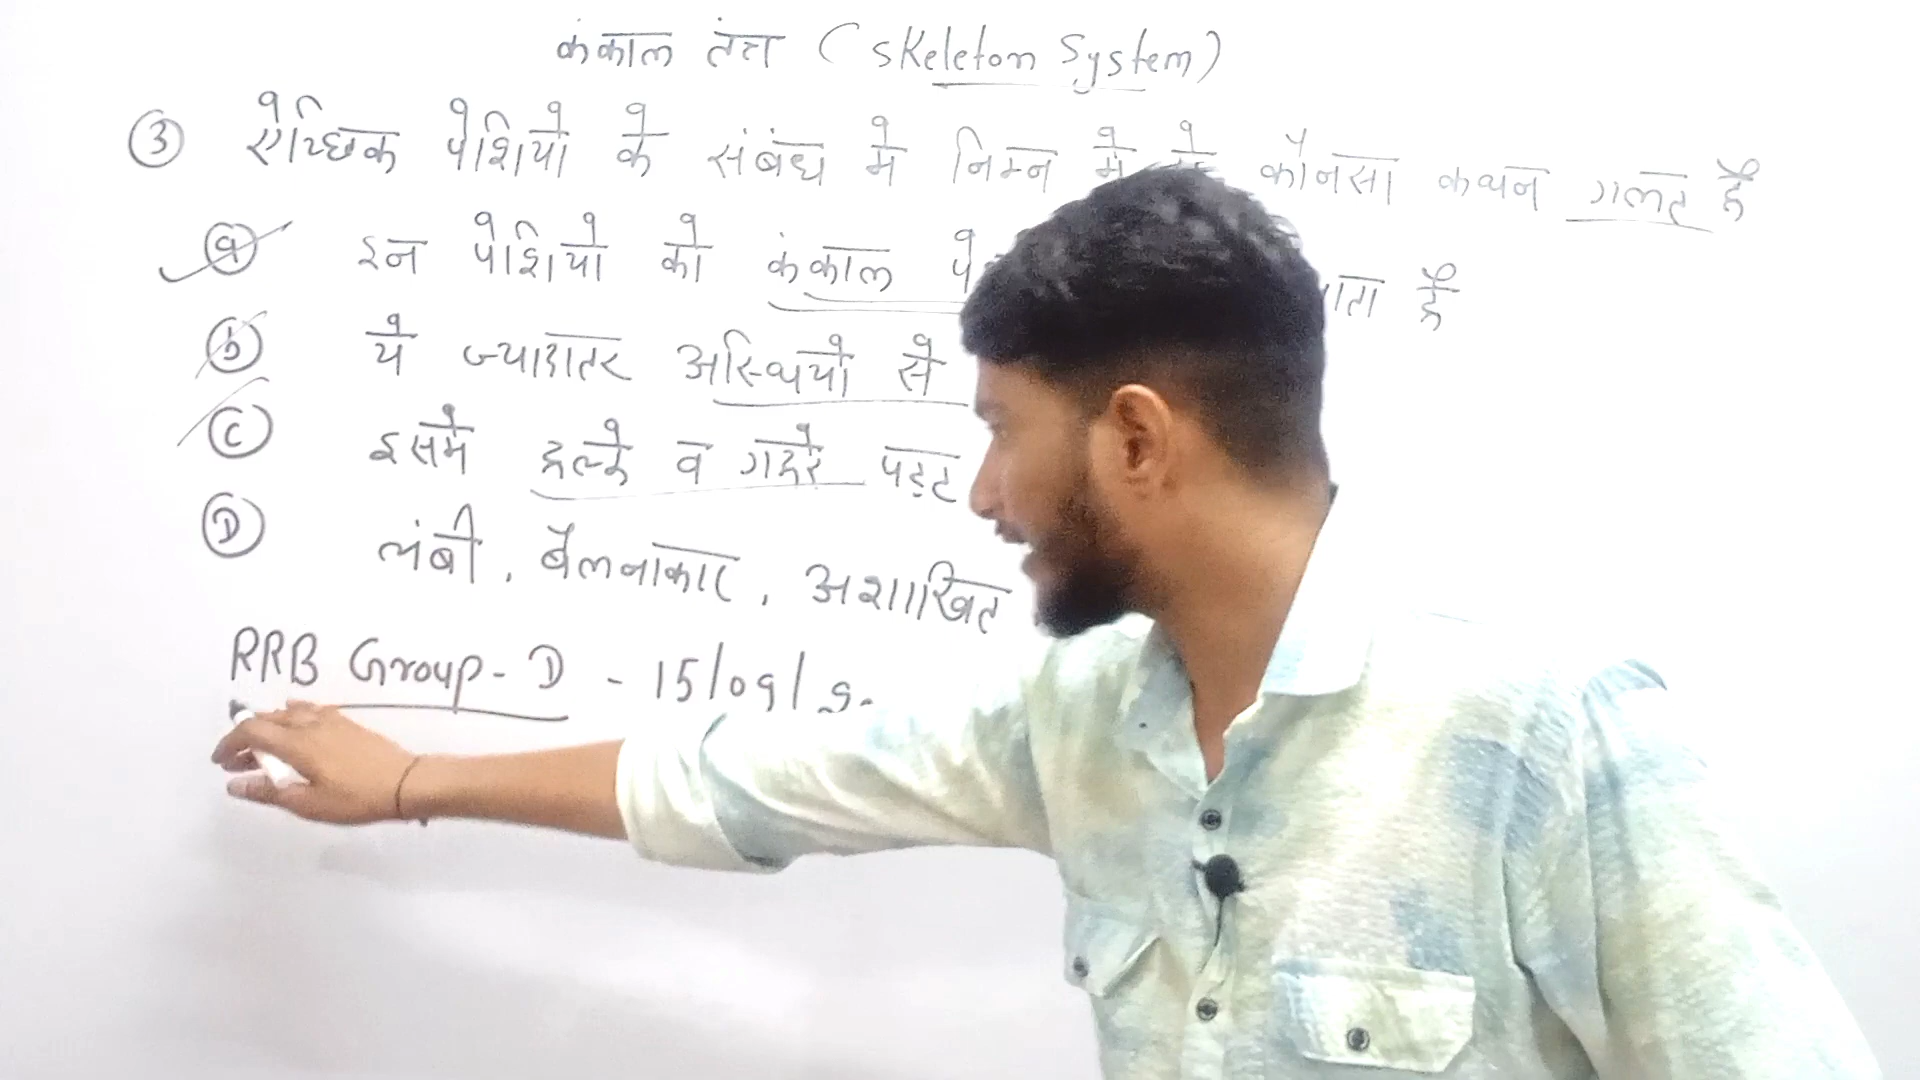 कंकाल तंत्र (Skeleton System)
③ ऐच्छिक पेशियो के संबंध मे निम्न मे कौनसा कथन गलत है
ⓐ इन पेशियो को कंकाल है
ⓑ ये ज्यादातर अस्थियो से
ⓒ इसमे हल्के व गहरे पट्ट
Ⓓ लंबी, बेलनाकार, अशाखित
RRB Group-D - 15/09/